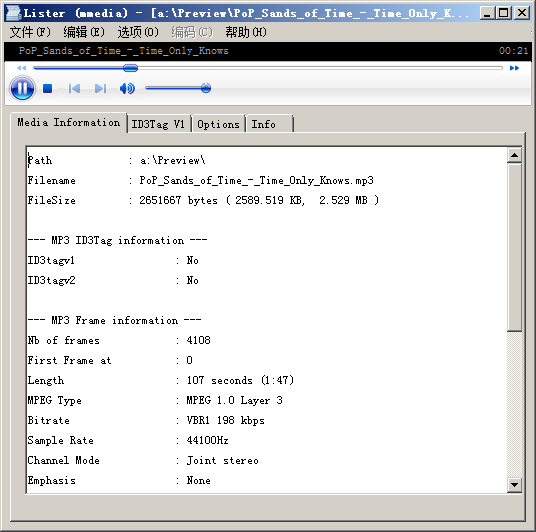 Lister (mmedia) - [a:\Preview\PoP_Sands_of_Time_-_Time_Only_K...
文件(F) 编辑(E) 选项(O) 编码(C) 帮助(H)
PoP_Sands_of_Time_-_Time_Only_Knows 00:21
Media Information ID3Tag V1 Options Info
Path : a:\Preview\
Filename : PoP_Sands_of_Time_-_Time_Only_Knows.mp3
FileSize : 2651667 bytes ( 2589.519 KB, 2.529 MB )
--- MP3 ID3Tag information ---
ID3tagv1 : No
ID3tagv2 : No
--- MP3 Frame information ---
Nb of frames : 4108
First Frame at : 0
Length : 107 seconds (1:47)
MPEG Type : MPEG 1.0 Layer 3
Bitrate : VBR1 198 kbps
Sample Rate : 44100Hz
Channel Mode : Joint stereo
Emphasis : None